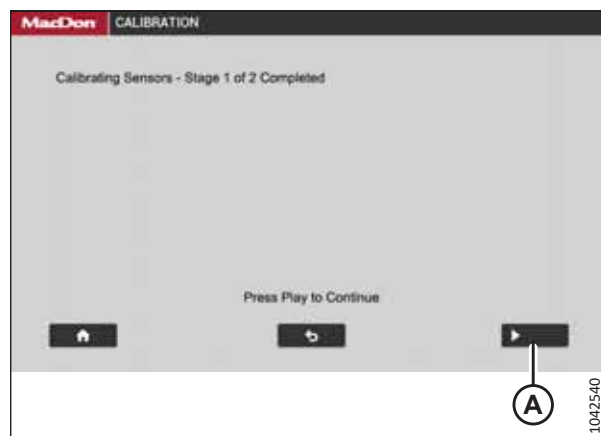 MacDon CALIBRATION
Calibrating Sensors - Stage 1 of 2 Completed
Press Play to Continue
A
1042540